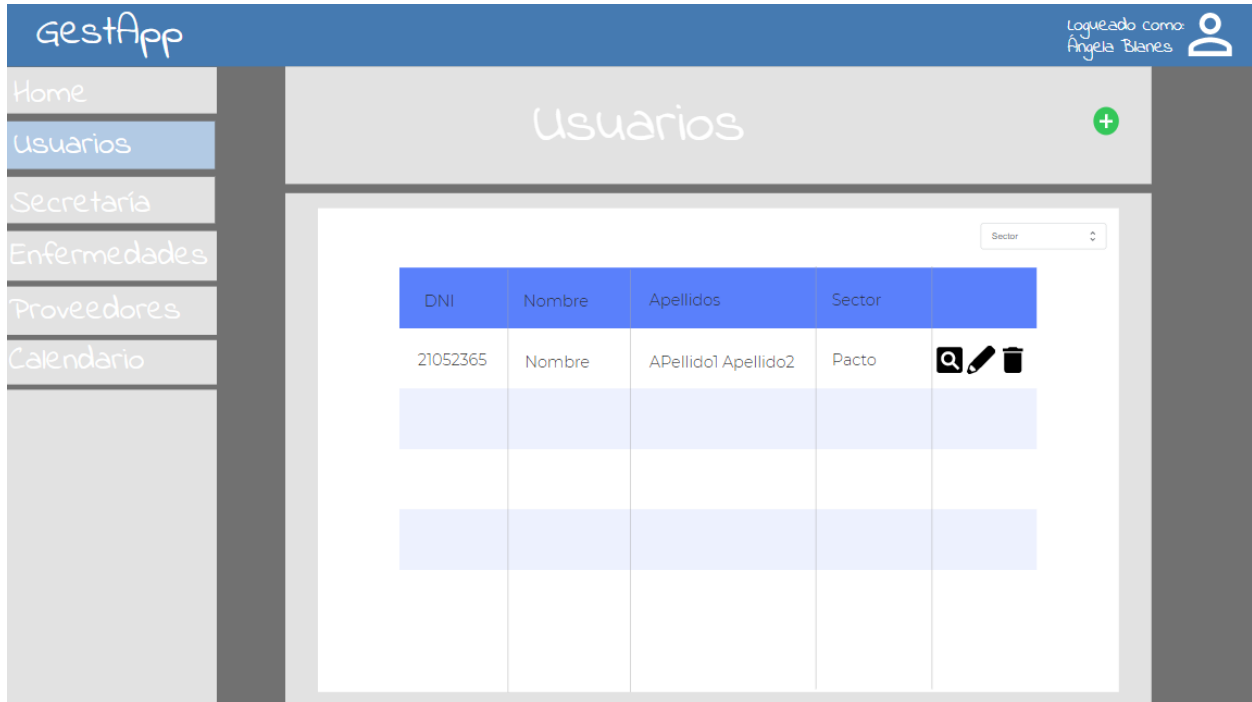 GestApp
Logueado como:
Ángela Blanes
Home
Usuarios
Secretaría
Enfermedades
Proveedores
Calendario
Usuarios
Sector
DNI Nombre Apellidos Sector
21052365 Nombre APellido1 Apellido2 Pacto